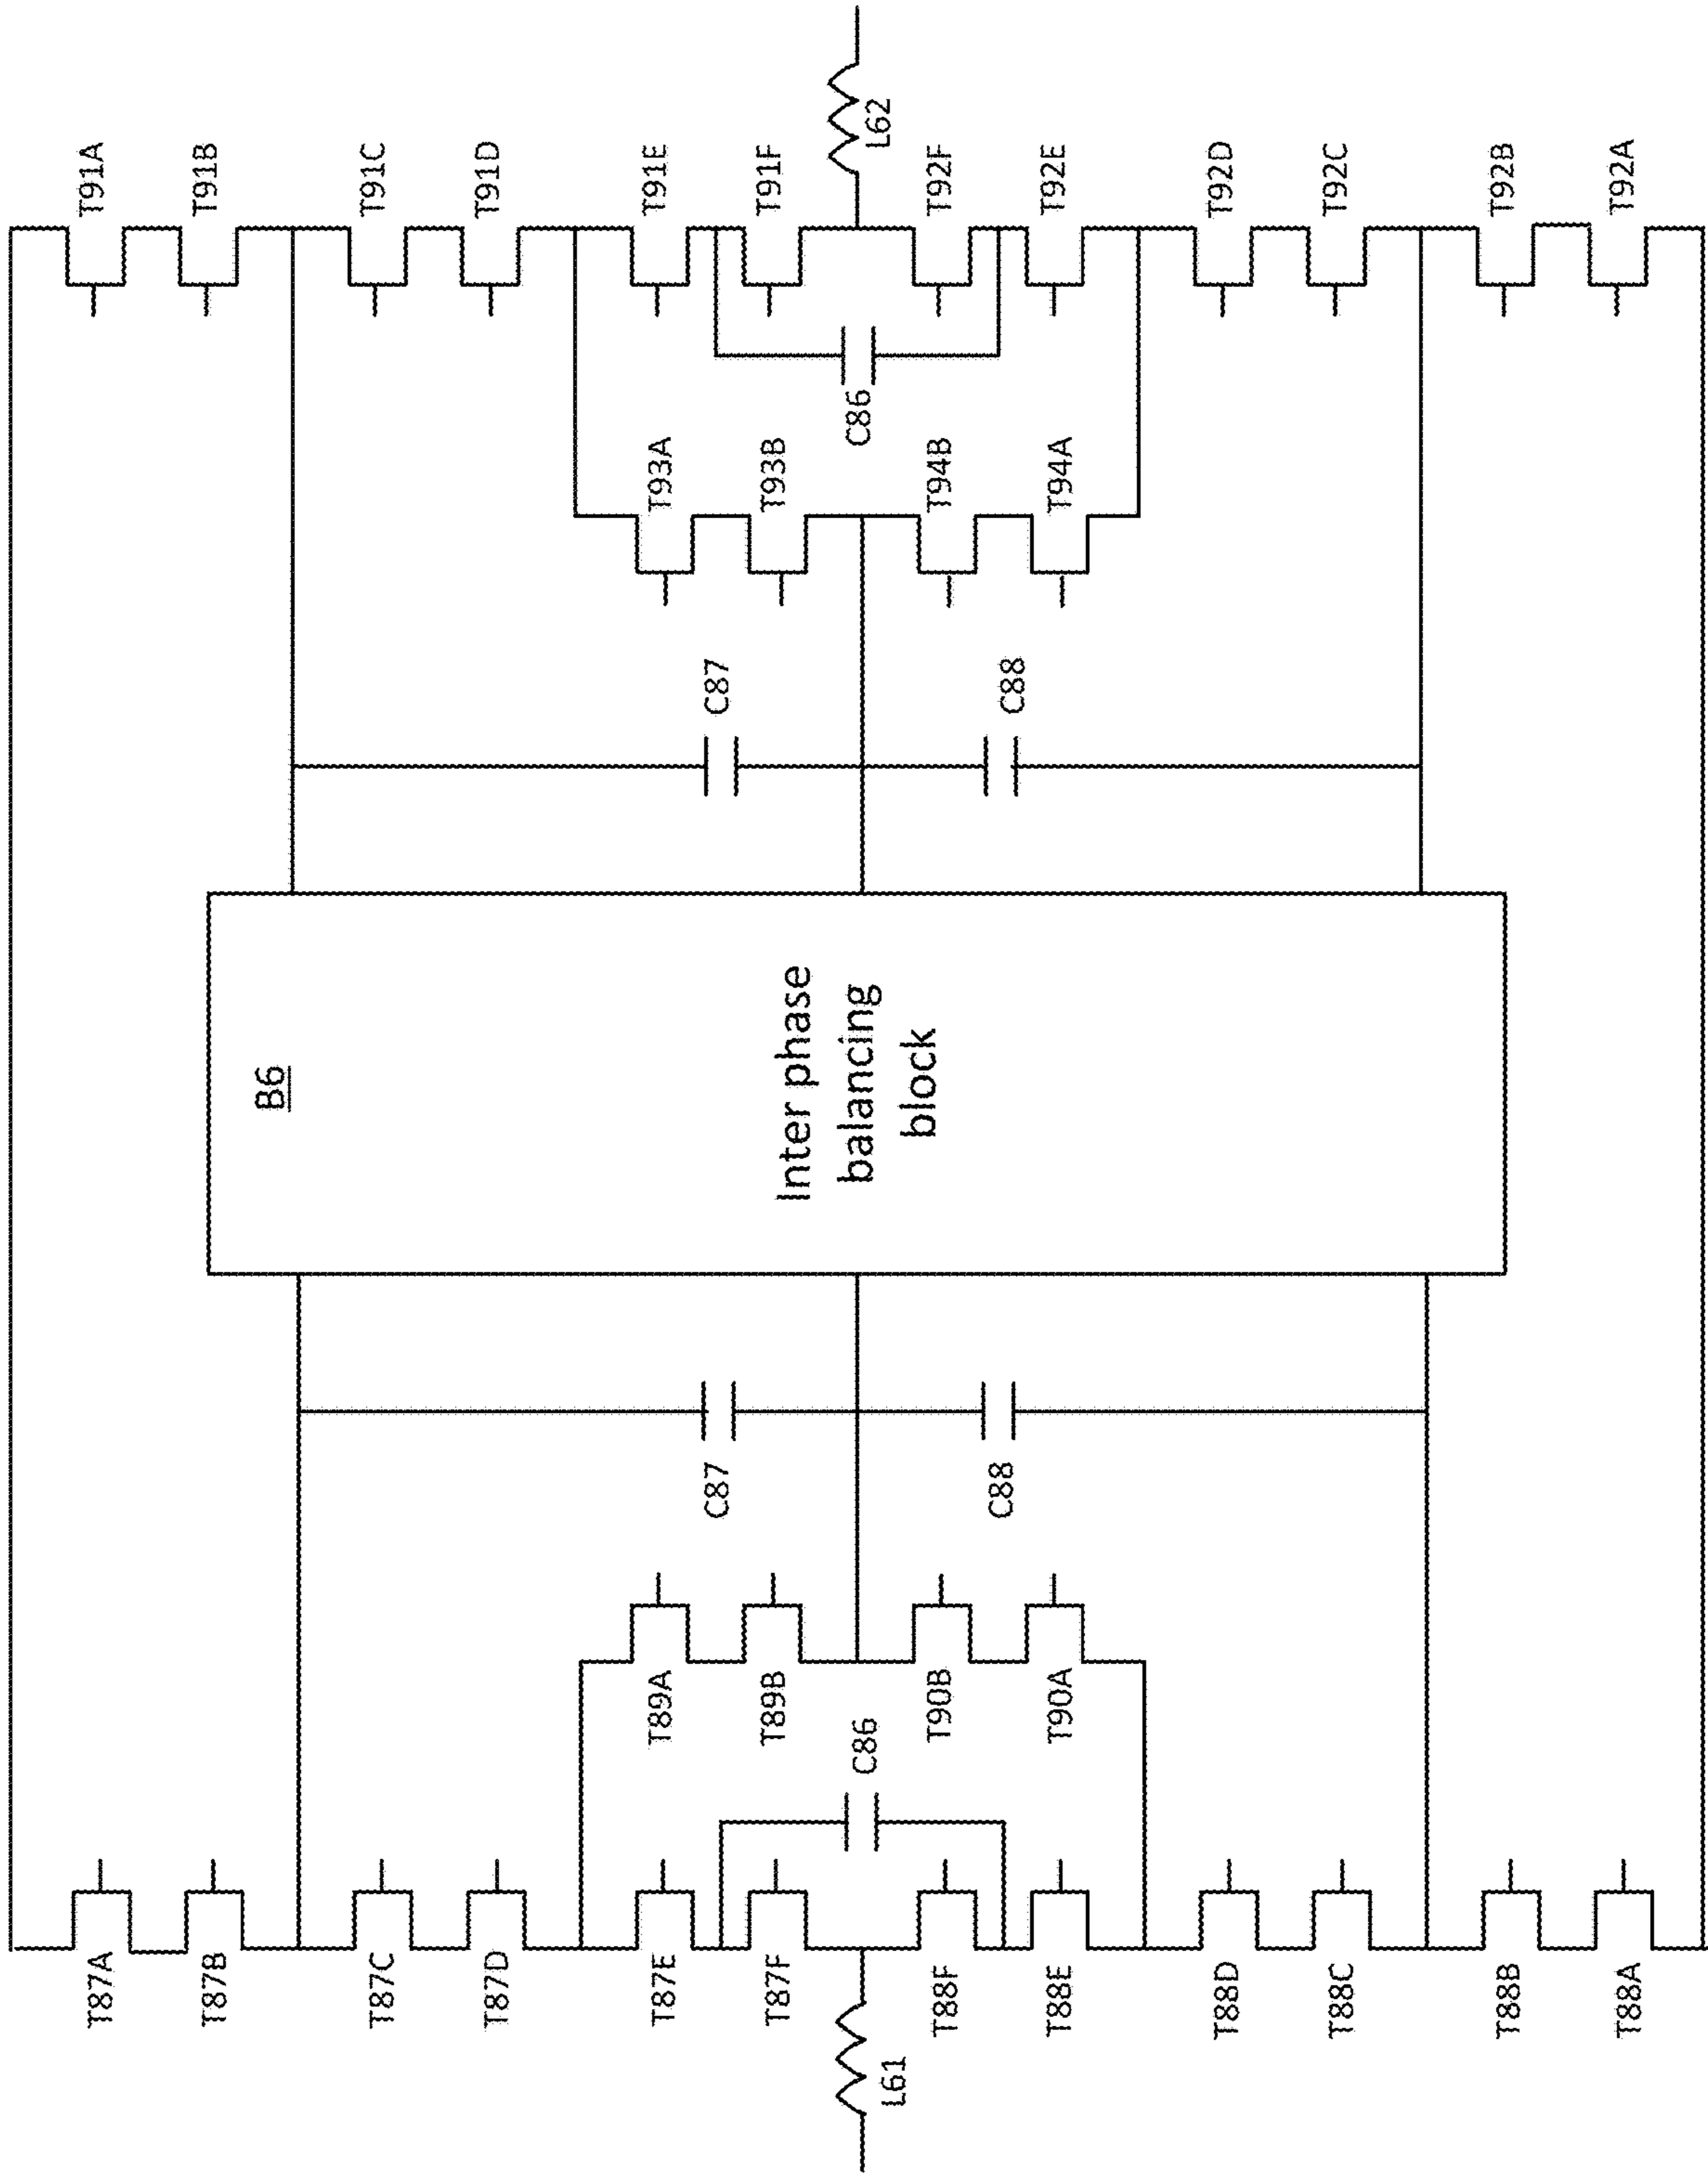 T91A
T91B
T91C
T91D
T91E
T91F
T92F
T92E
T92D
T92C
T92B
T92A
L62
C86
T93A
T93B
T94B
T94A
C87
C88
B6
Inter phase
balancing
block
C87
C88
T89A
T89B
T90B
T90A
C86
T87A
T87B
T87C
T87D
T87E
T87F
T88F
T88E
T88D
T88C
T88B
T88A
L61